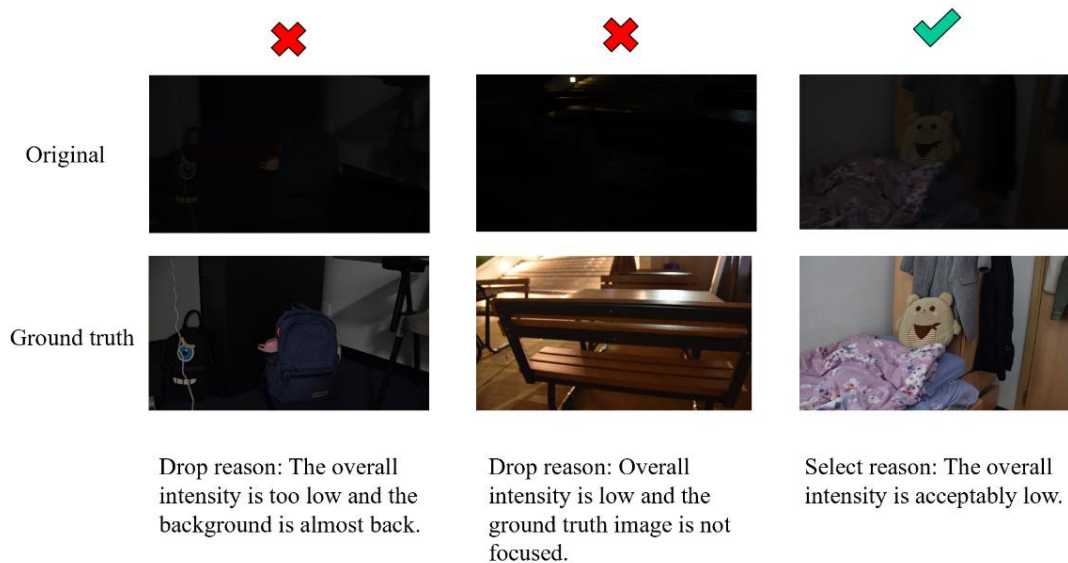 Original
Ground truth
Drop reason: The overall
intensity is too low and the
background is almost back.
Drop reason: Overall
intensity is low and the
ground truth image is not
focused.
Select reason: The overall
intensity is acceptably low.